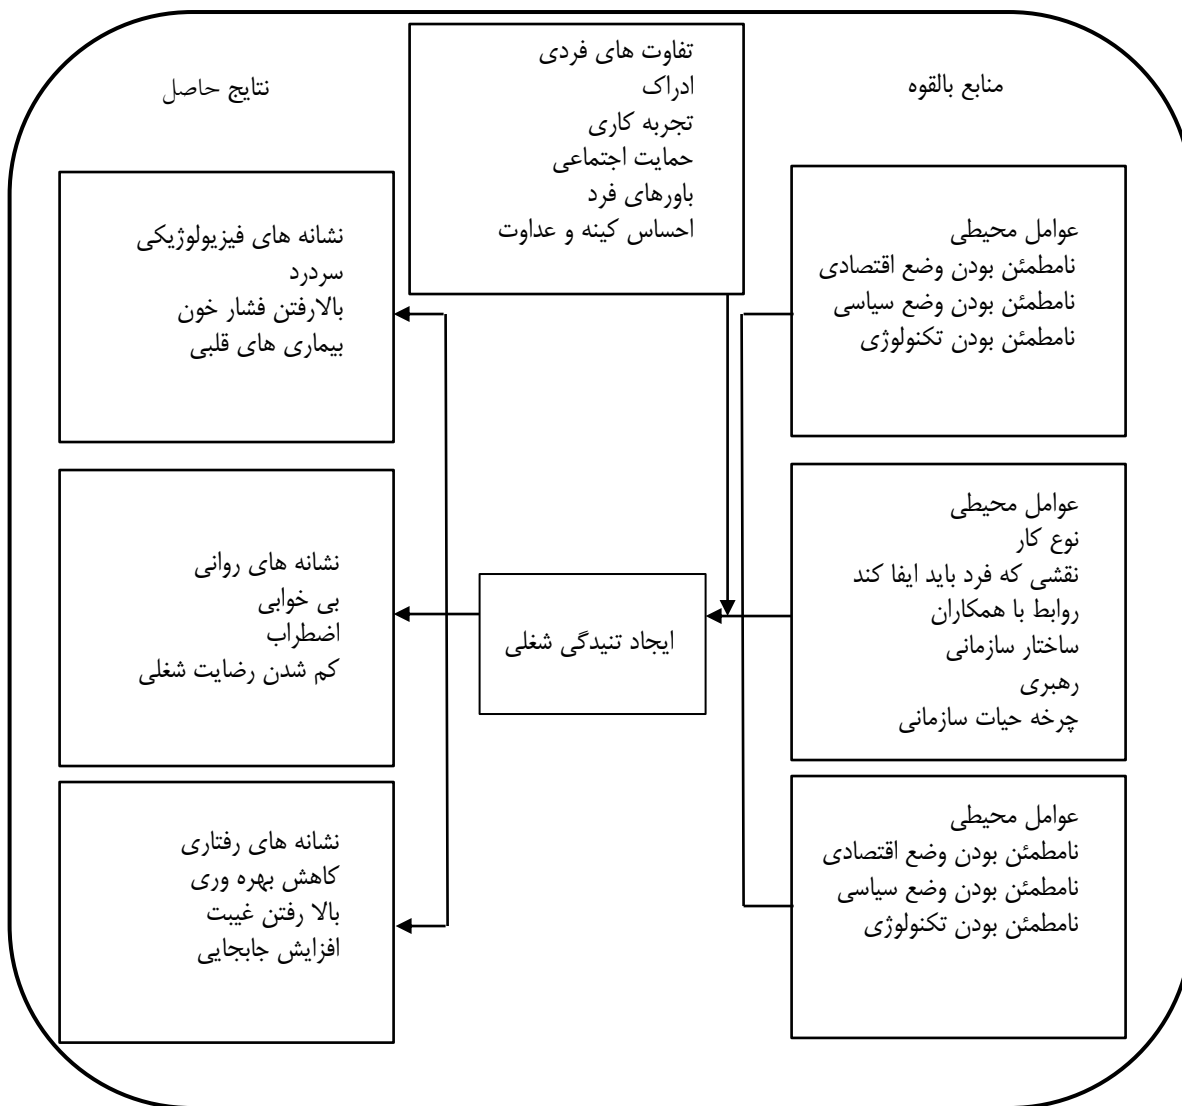 منابع بالقوه
عوامل محیطی
نامطمئن بودن وضع اقتصادی
نامطمئن بودن وضع سیاسی
نامطمئن بودن تکنولوژی
عوامل محیطی
نوع کار
نقشی که فرد باید ایفا کند
روابط با همکاران
ساختار سازمانی
رهبری
چرخه حیات سازمانی
عوامل محیطی
نامطمئن بودن وضع اقتصادی
نامطمئن بودن وضع سیاسی
نامطمئن بودن تکنولوژی
تفاوت های فردی
ادراک
تجربه کاری
حمایت اجتماعی
باورهای فرد
احساس کینه و عداوت
ایجاد تنیدگی شغلی
نتایج حاصل
نشانه های فیزیولوژیکی
سردرد
بالارفتن فشار خون
بیماری های قلبی
نشانه های روانی
بی خوابی
اضطراب
کم شدن رضایت شغلی
نشانه های رفتاری
کاهش بهره وری
بالا رفتن غیبت
افزایش جابجایی